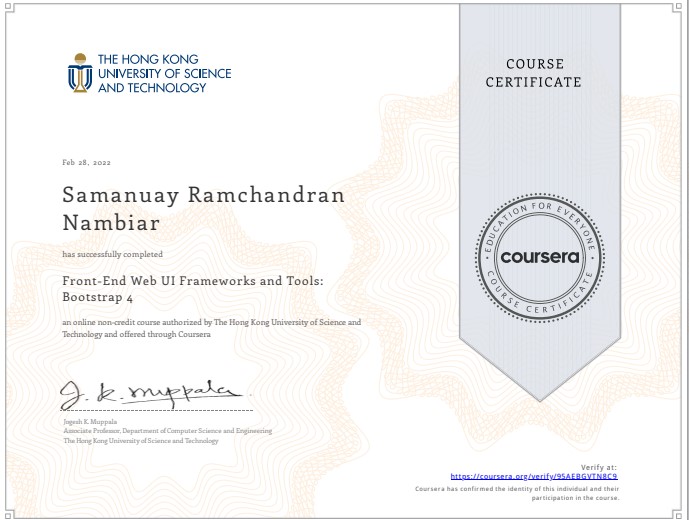 THE HONG KONG
UNIVERSITY OF SCIENCE
AND TECHNOLOGY
COURSE
CERTIFICATE
Feb 28, 2022
Samanuay Ramchandran
Nambiar
has successfully completed
Front-End Web UI Frameworks and Tools:
Bootstrap 4
an online non-credit course authorized by The Hong Kong University of Science and
Technology and offered through Coursera
EDUCATION FOR EVERYONE
coursera
COURSE CERTIFICATE
J. K. Muppala
Jogesh K. Muppala
Associate Professor, Department of Computer Science and Engineering
The Hong Kong University of Science and Technology
Verify at:
https://coursera.org/verify/95AEBGVTN8C9
Coursera has confirmed the identity of this individual and their
participation in the course.